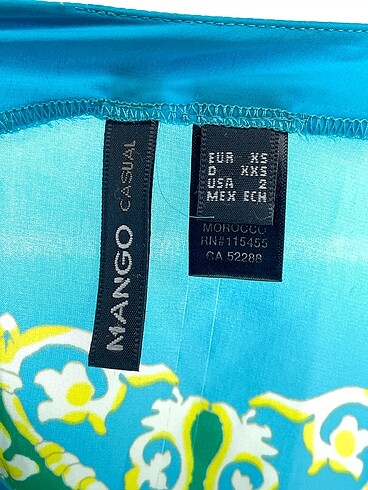 MANGO CASUAL
EUR XS
D XXS
USA 2
MEX ECH
MOROCCO
RN#115455
CA 52288